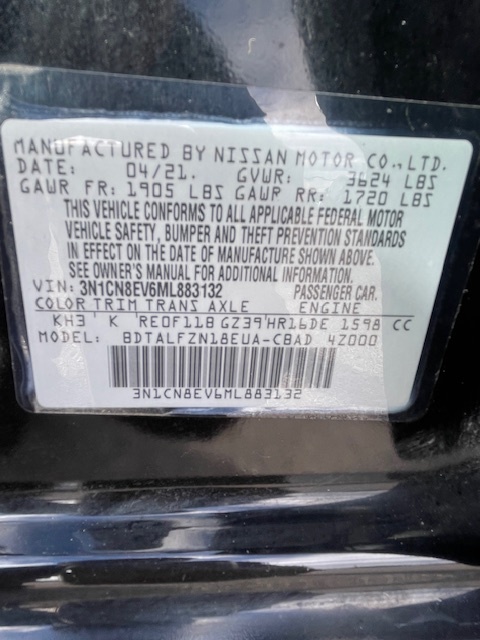 MANUFACTURED BY NISSAN MOTOR CO.,LTD.
DATE: 04/21. GVWR: 3624 LBS
GAWR FR: 1905 LBS GAWR RR: 1720 LBS
THIS VEHICLE CONFORMS TO ALL APPLICABLE FEDERAL MOTOR
VEHICLE SAFETY, BUMPER AND THEFT PREVENTION STANDARDS
IN EFFECT ON THE DATE OF MANUFACTURE SHOWN ABOVE.
SEE OWNER'S MANUAL FOR ADDITIONAL INFORMATION.
VIN: 3N1CN8EV6ML883132 PASSENGER CAR.
COLOR TRIM TRANS AXLE ENGINE
KH3 K RE0F11B GZ39 HR16DE 1598 CC
MODEL: BDTALFZN18EUA-CBAD 4Z000
3N1CN8EV6ML883132